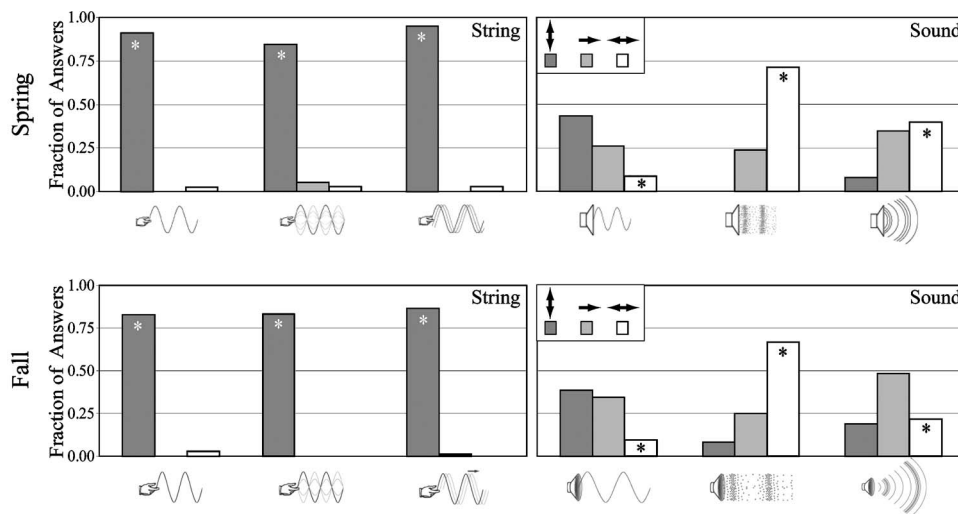 Spring
Fraction of Answers
1.00
0.75
0.50
0.25
0.00
String
*
*
*
Sound
*
*
*
Fall
Fraction of Answers
1.00
0.75
0.50
0.25
0.00
String
*
*
*
Sound
*
*
*